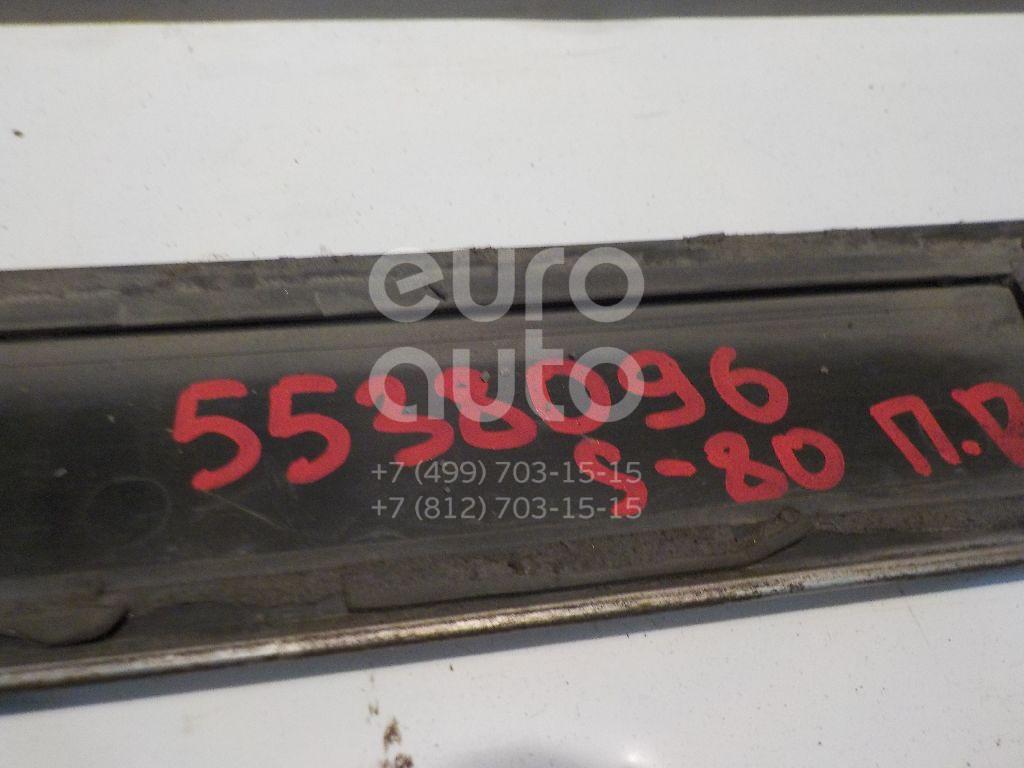 euro
auto
5538096
S-80 П.В
+7 (499) 703-15-15
+7 (812) 703-15-15